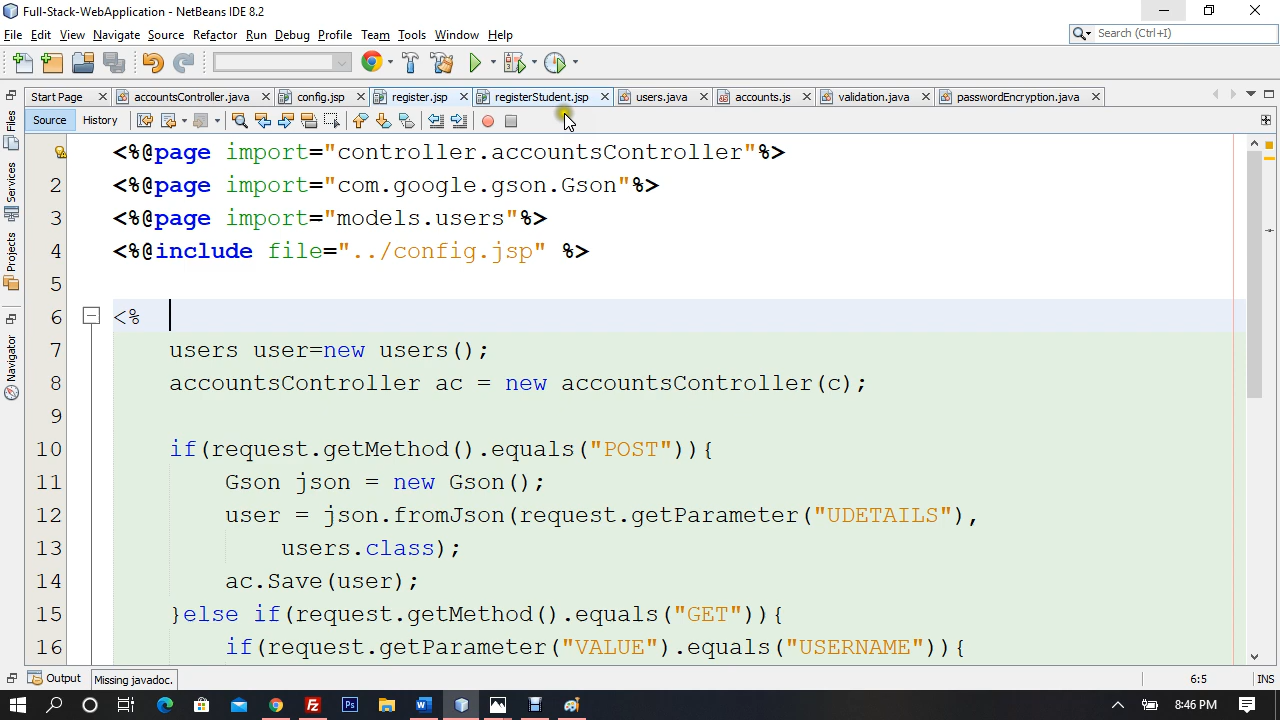 Full-Stack-WebApplication - NetBeans IDE 8.2
File Edit View Navigate Source Refactor Run Debug Profile Team Tools Window Help
Search (Ctrl+I)
Start Page accountsController.java config.jsp register.jsp registerStudent.jsp users.java accounts.js validation.java passwordEncryption.java
Source History
Files
Services
Projects
Navigator
<%@page import="controller.accountsController"%>
2 <%@page import="com.google.gson.Gson"%>
3 <%@page import="models.users"%>
4 <%@include file="../config.jsp" %>
5
6 <%
7 users user=new users();
8 accountsController ac = new accountsController(c);
9
10 if(request.getMethod().equals("POST")){
11 Gson json = new Gson();
12 user = json.fromJson(request.getParameter("UDETAILS"),
13 users.class);
14 ac.Save(user);
15 }else if(request.getMethod().equals("GET")){
16 if(request.getParameter("VALUE").equals("USERNAME")){
Output Missing javadoc. 6:5 INS
8:46 PM